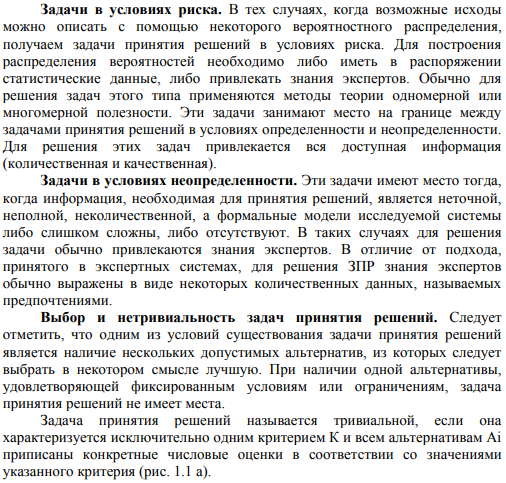 Задачи в условиях риска. В тех случаях, когда возможные исходы
можно описать с помощью некоторого вероятностного распределения,
получаем задачи принятия решений в условиях риска. Для построения
распределения вероятностей необходимо либо иметь в распоряжении
статистические данные, либо привлекать знания экспертов. Обычно для
решения задач этого типа применяются методы теории одномерной или
многомерной полезности. Эти задачи занимают место на границе между
задачами принятия решений в условиях определенности и неопределенности.
Для решения этих задач привлекается вся доступная информация
(количественная и качественная).
Задачи в условиях неопределенности. Эти задачи имеют место тогда,
когда информация, необходимая для принятия решений, является неточной,
неполной, неколичественной, а формальные модели исследуемой системы
либо слишком сложны, либо отсутствуют. В таких случаях для решения
задачи обычно привлекаются знания экспертов. В отличие от подхода,
принятого в экспертных системах, для решения ЗПР знания экспертов
обычно выражены в виде некоторых количественных данных, называемых
предпочтениями.
Выбор и нетривиальность задач принятия решений. Следует
отметить, что одним из условий существования задачи принятия решений
является наличие нескольких допустимых альтернатив, из которых следует
выбрать в некотором смысле лучшую. При наличии одной альтернативы,
удовлетворяющей фиксированным условиям или ограничениям, задача
принятия решений не имеет места.
Задача принятия решений называется тривиальной, если она
характеризуется исключительно одним критерием К и всем альтернативам Аi
приписаны конкретные числовые оценки в соответствии со значениями
указанного критерия (рис. 1.1 а).